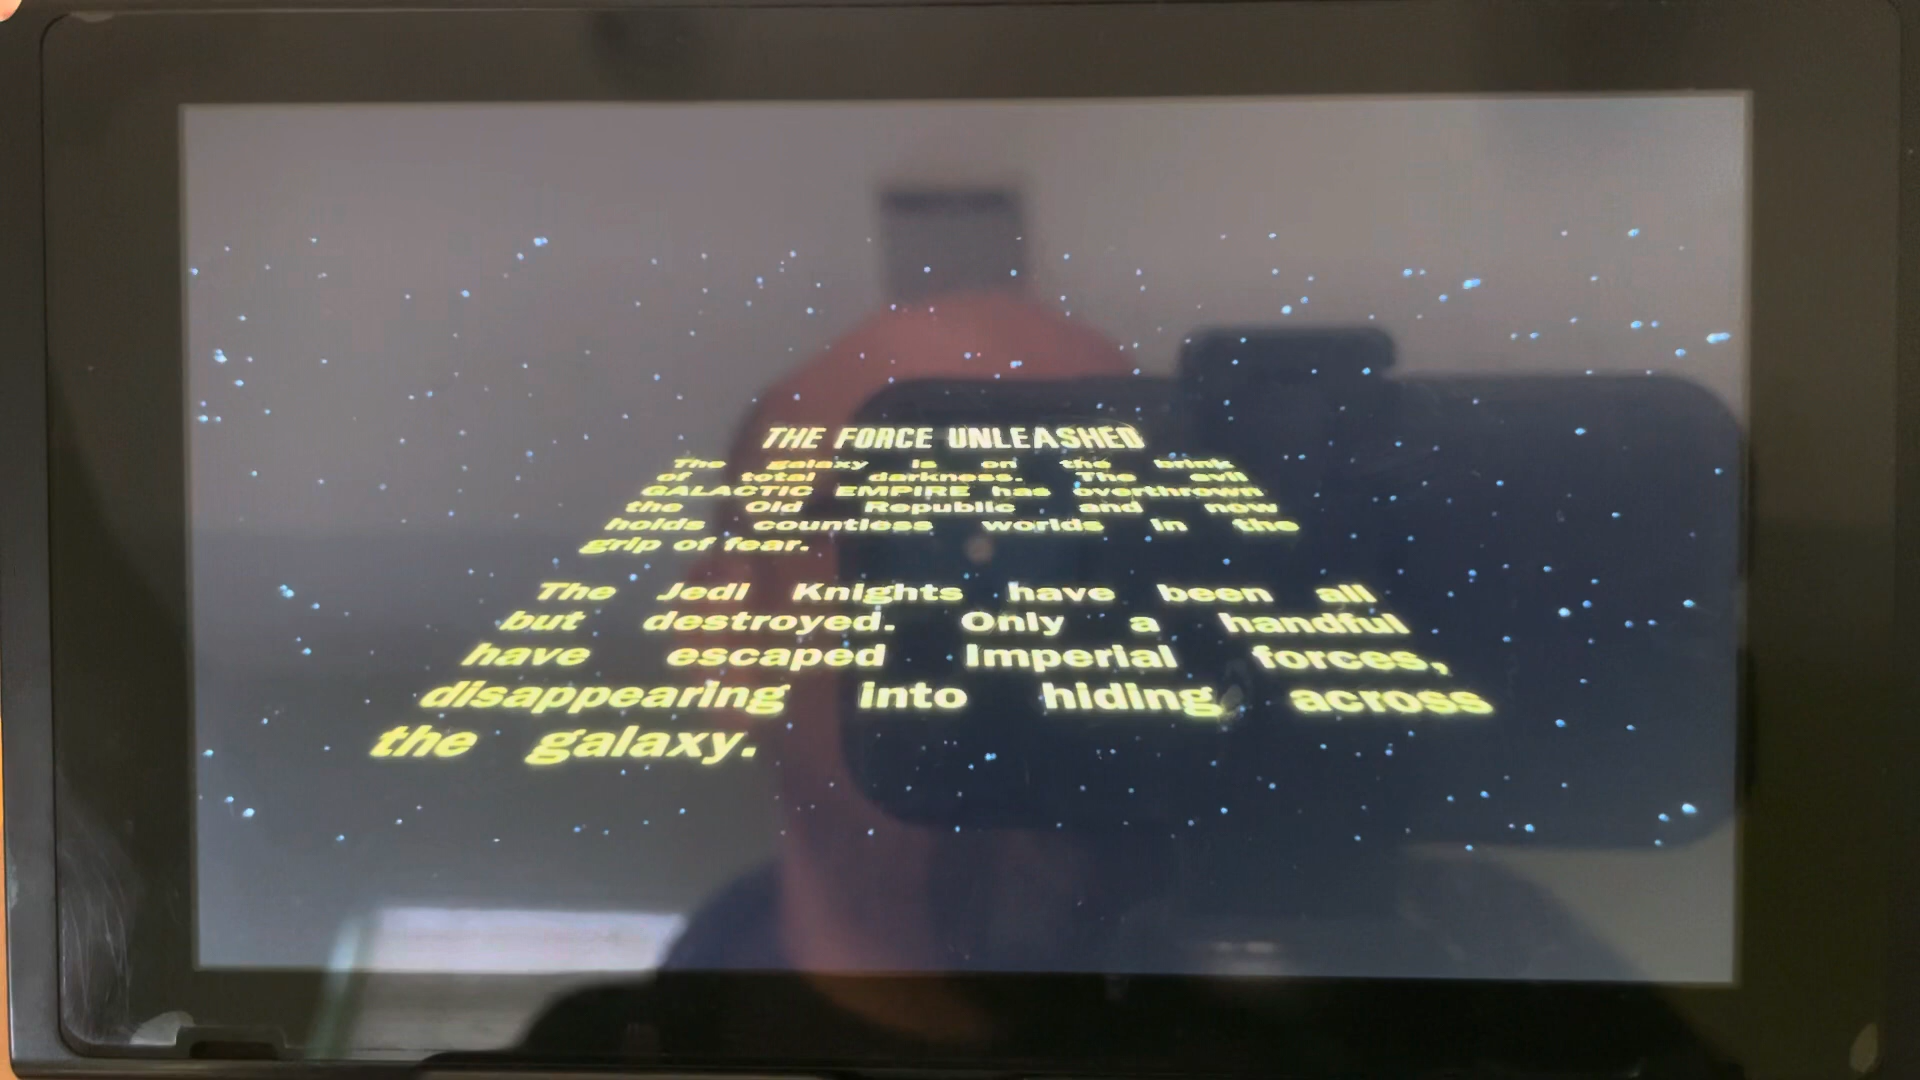 THE FORCE UNLEASHED
The galaxy is on the brink
of total darkness. The evil
GALACTIC EMPIRE has overthrown
the Old Republic and now
holds countless worlds in the
grip of fear.
The Jedi Knights have been all
but destroyed. Only a handful
have escaped Imperial forces,
disappearing into hiding across
the galaxy.